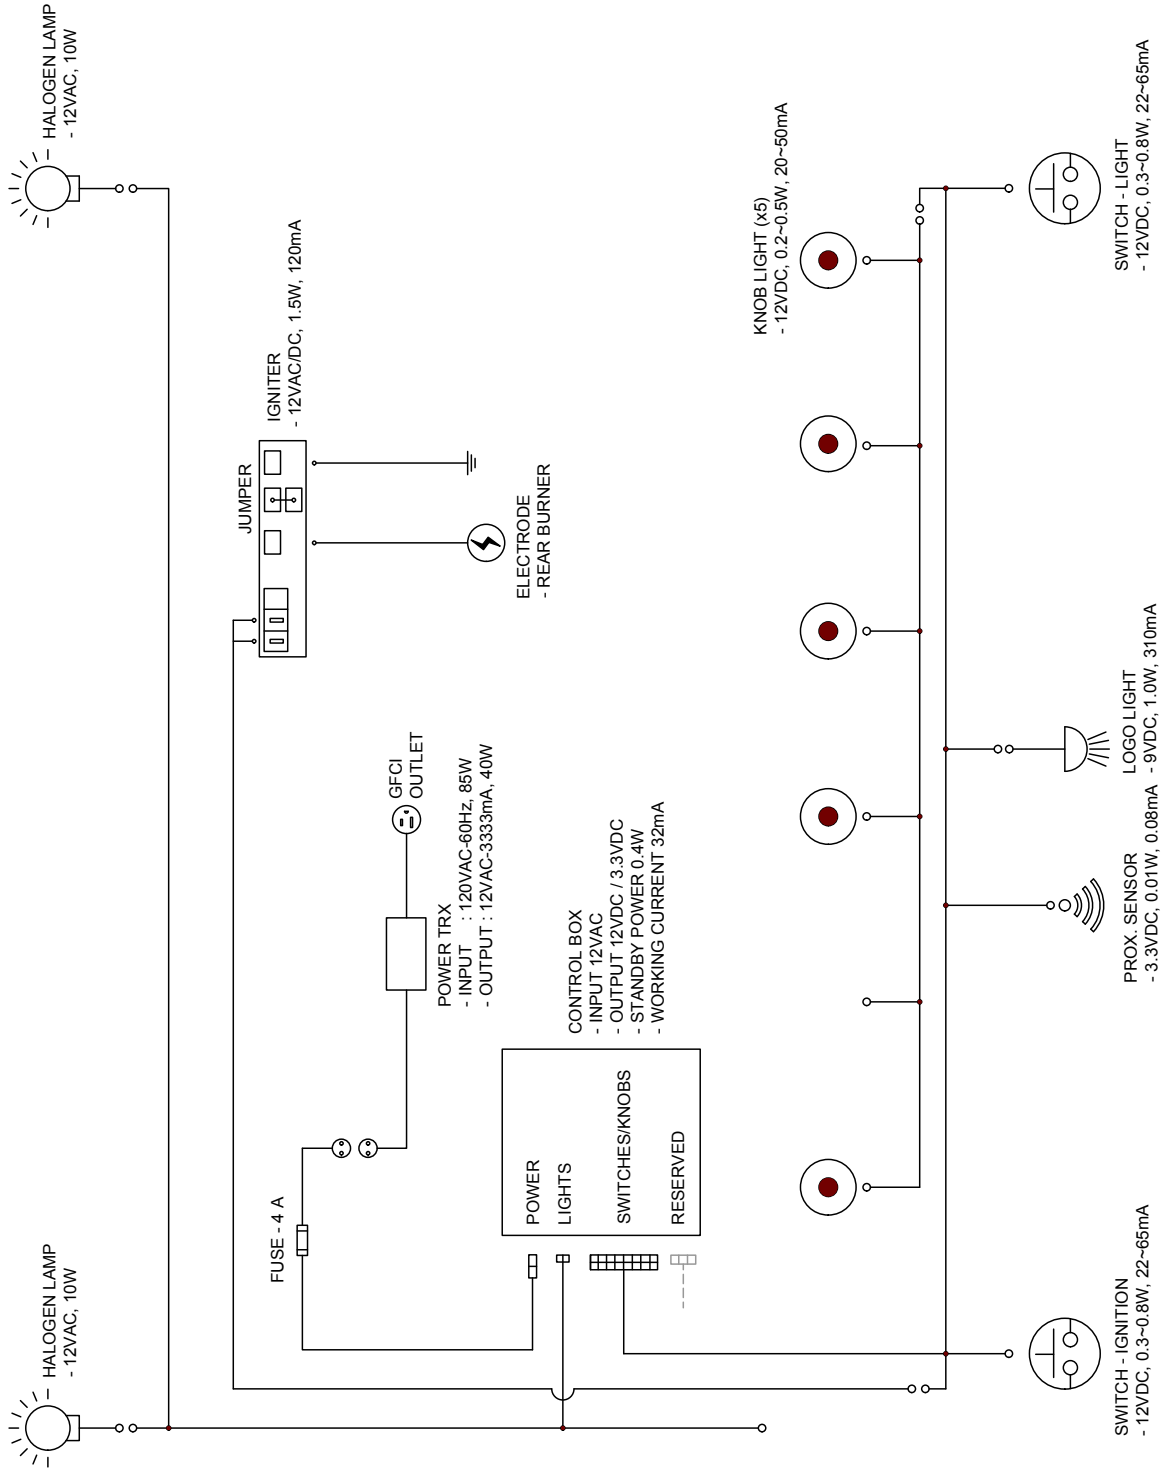 HALOGEN LAMP
- 12VAC, 10W
HALOGEN LAMP
- 12VAC, 10W
FUSE - 4 A
JUMPER
IGNITER
- 12VAC/DC, 1.5W, 120mA
GFCI
OUTLET
POWER TRX
- INPUT : 120VAC-60Hz, 85W
- OUTPUT : 12VAC-3333mA, 40W
ELECTRODE
- REAR BURNER
POWER
LIGHTS
SWITCHES/KNOBS
RESERVED
CONTROL BOX
- INPUT 12VAC
- OUTPUT 12VDC / 3.3VDC
- STANDBY POWER 0.4W
- WORKING CURRENT 32mA
KNOB LIGHT (x5)
- 12VDC, 0.2~0.5W, 20~50mA
SWITCH - IGNITION
- 12VDC, 0.3~0.8W, 22~65mA
PROX. SENSOR
- 3.3VDC, 0.01W, 0.08mA
LOGO LIGHT
- 9VDC, 1.0W, 310mA
SWITCH - LIGHT
- 12VDC, 0.3~0.8W, 22~65mA